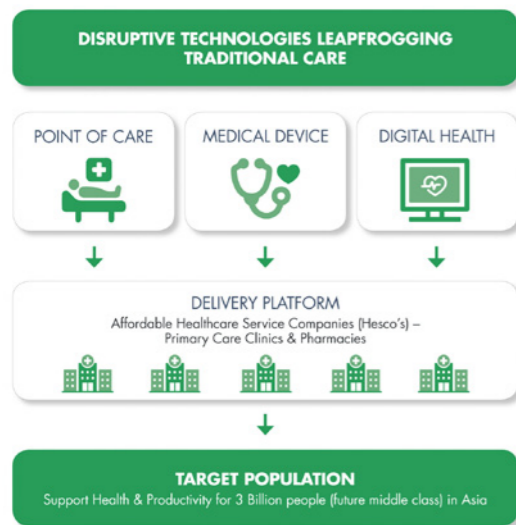 DISRUPTIVE TECHNOLOGIES LEAPFROGGING
TRADITIONAL CARE
POINT OF CARE
MEDICAL DEVICE
DIGITAL HEALTH
DELIVERY PLATFORM
Affordable Healthcare Service Companies (Hesco's) –
Primary Care Clinics & Pharmacies
TARGET POPULATION
Support Health & Productivity for 3 Billion people (future middle class) in Asia